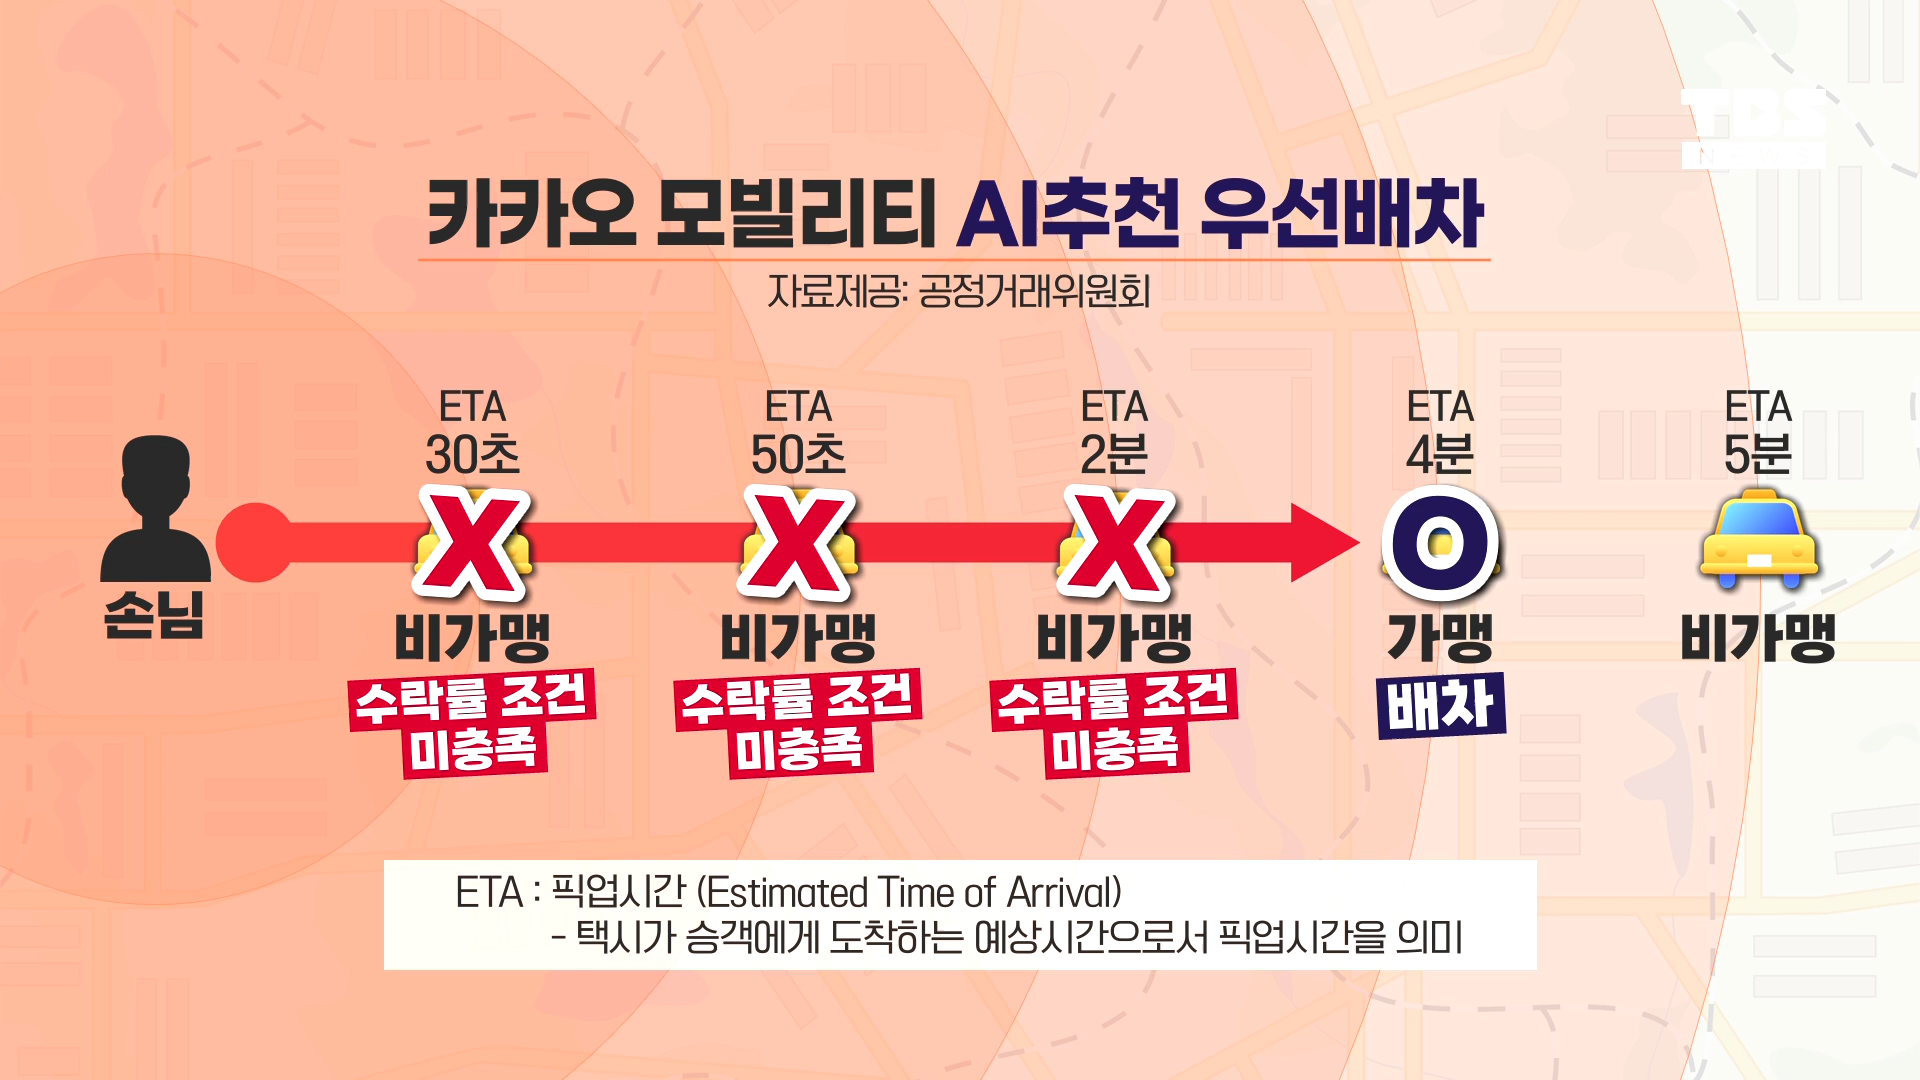 TBS
카카오 모빌리티 AI추천 우선배차
자료제공: 공정거래위원회
ETA
30초
X
비가맹
수락률 조건
미충족
ETA
50초
X
비가맹
수락률 조건
미충족
ETA
2분
X
비가맹
수락률 조건
미충족
ETA
4분
O
가맹
배차
ETA
5분
비가맹
손님
ETA : 픽업시간 (Estimated Time of Arrival)
- 택시가 승객에게 도착하는 예상시간으로서 픽업시간을 의미